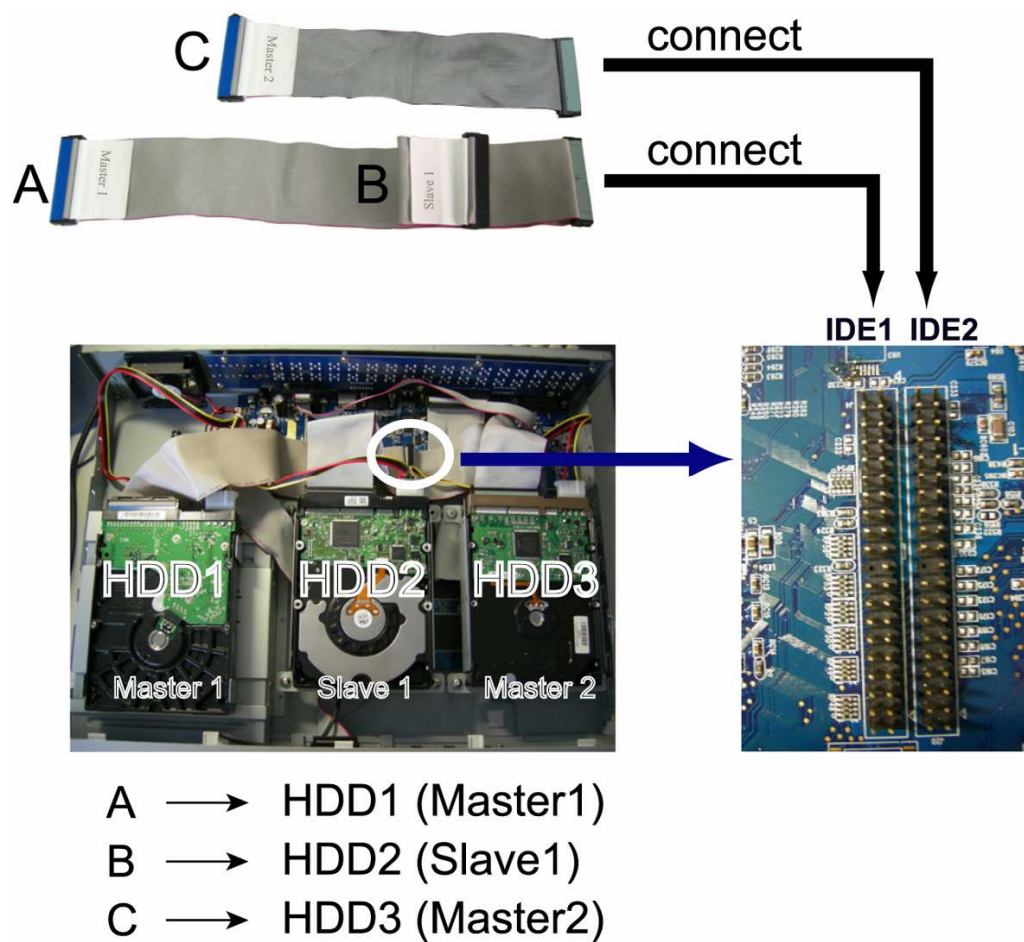 C
Master 2
connect
A
Master 1
B
Slave 1
connect
IDE1 IDE2
HDD1
HDD2
HDD3
Master 1
Slave 1
Master 2
A → HDD1 (Master1)
B → HDD2 (Slave1)
C → HDD3 (Master2)